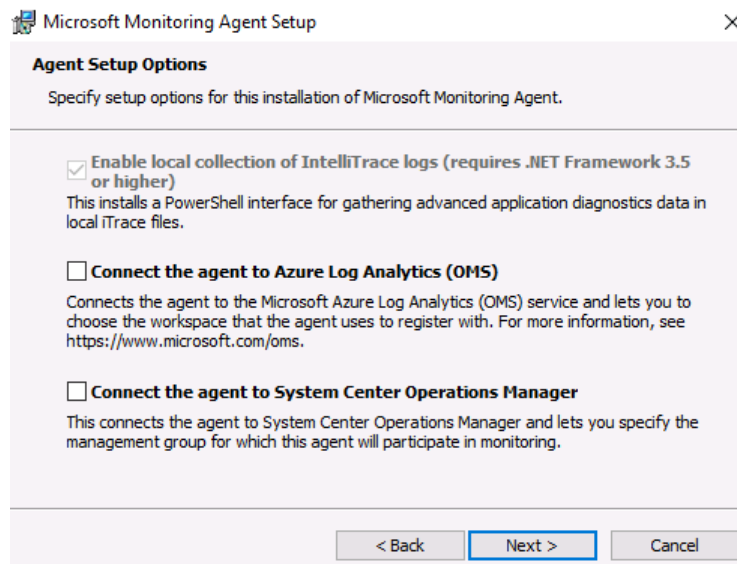 Microsoft Monitoring Agent Setup
Agent Setup Options
Specify setup options for this installation of Microsoft Monitoring Agent.
Enable local collection of IntelliTrace logs (requires .NET Framework 3.5
or higher)
This installs a PowerShell interface for gathering advanced application diagnostics data in
local iTrace files.
Connect the agent to Azure Log Analytics (OMS)
Connects the agent to the Microsoft Azure Log Analytics (OMS) service and lets you to
choose the workspace that the agent uses to register with. For more information, see
https://www.microsoft.com/oms.
Connect the agent to System Center Operations Manager
This connects the agent to System Center Operations Manager and lets you specify the
management group for which this agent will participate in monitoring.
< Back Next > Cancel